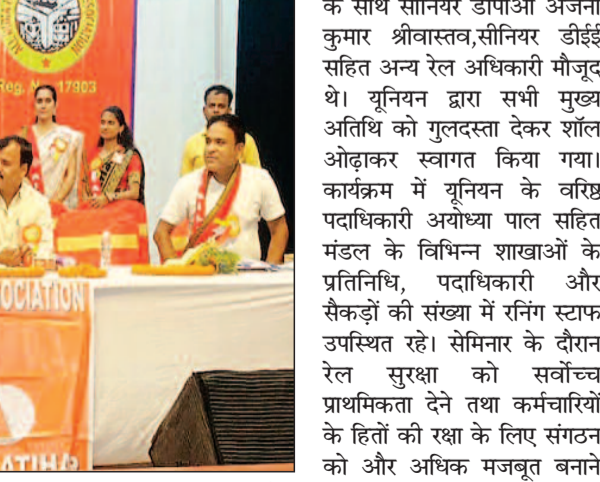 ASSOCIATION
Reg. No. 17903
SOCIATION
के साथ सीनियर डीपीओ अंजनी
कुमार श्रीवास्तव,सीनियर डीईई
सहित अन्य रेल अधिकारी मौजूद
थे। यूनियन द्वारा सभी मुख्य
अतिथि को गुलदस्ता देकर शॉल
ओढ़ाकर स्वागत किया गया।
कार्यक्रम में यूनियन के वरिष्ठ
पदाधिकारी अयोध्या पाल सहित
मंडल के विभिन्न शाखाओं के
प्रतिनिधि, पदाधिकारी और
सैकड़ों की संख्या में रनिंग स्टाफ
उपस्थित रहे। सेमिनार के दौरान
रेल सुरक्षा को सर्वोच्च
प्राथमिकता देने तथा कर्मचारियों
के हितों की रक्षा के लिए संगठन
को और अधिक मजबूत बनाने